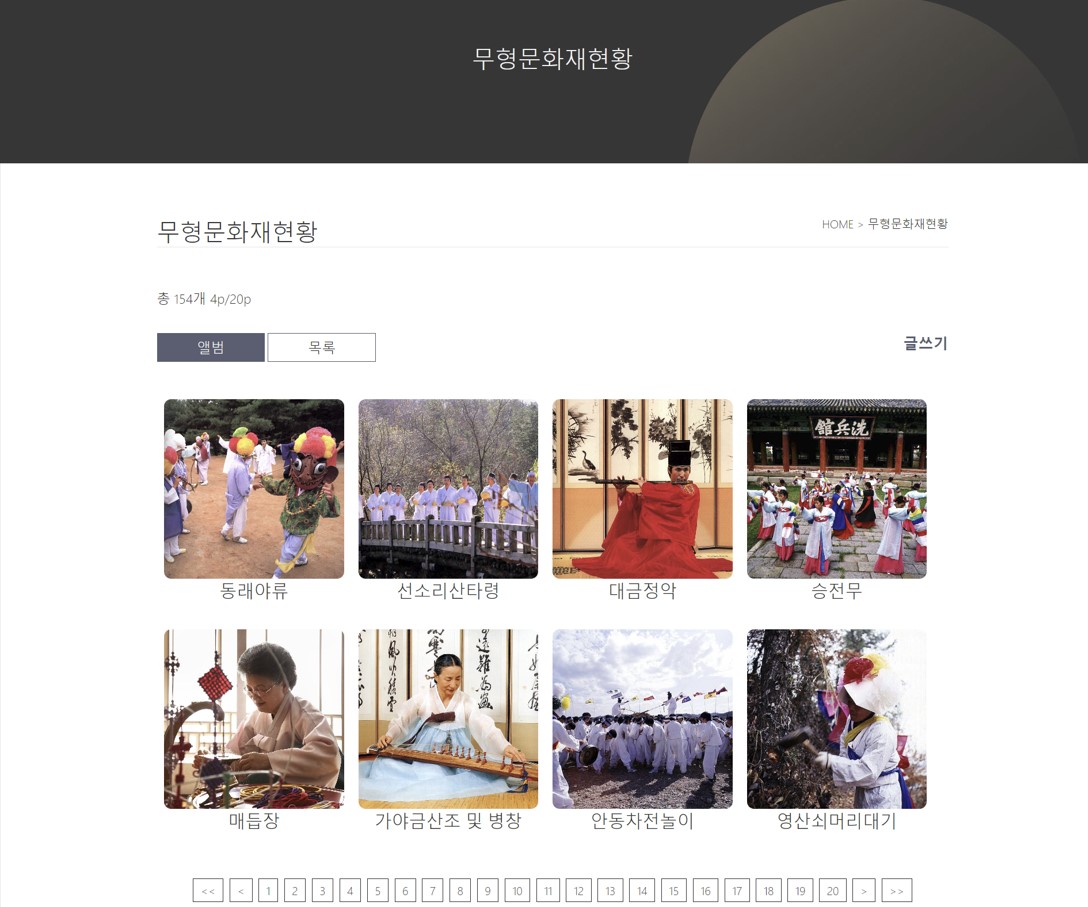 무형문화재현황
무형문화재현황
HOME > 무형문화재현황
총 154개 4p/20p
앨범 목록
글쓰기
館兵洗
동래야류 선소리산타령 대금정악 승전무
매듭장 가야금산조 및 병창 안동차전놀이 영산쇠머리대기
<< < 1 2 3 4 5 6 7 8 9 10 11 12 13 14 15 16 17 18 19 20 > >>